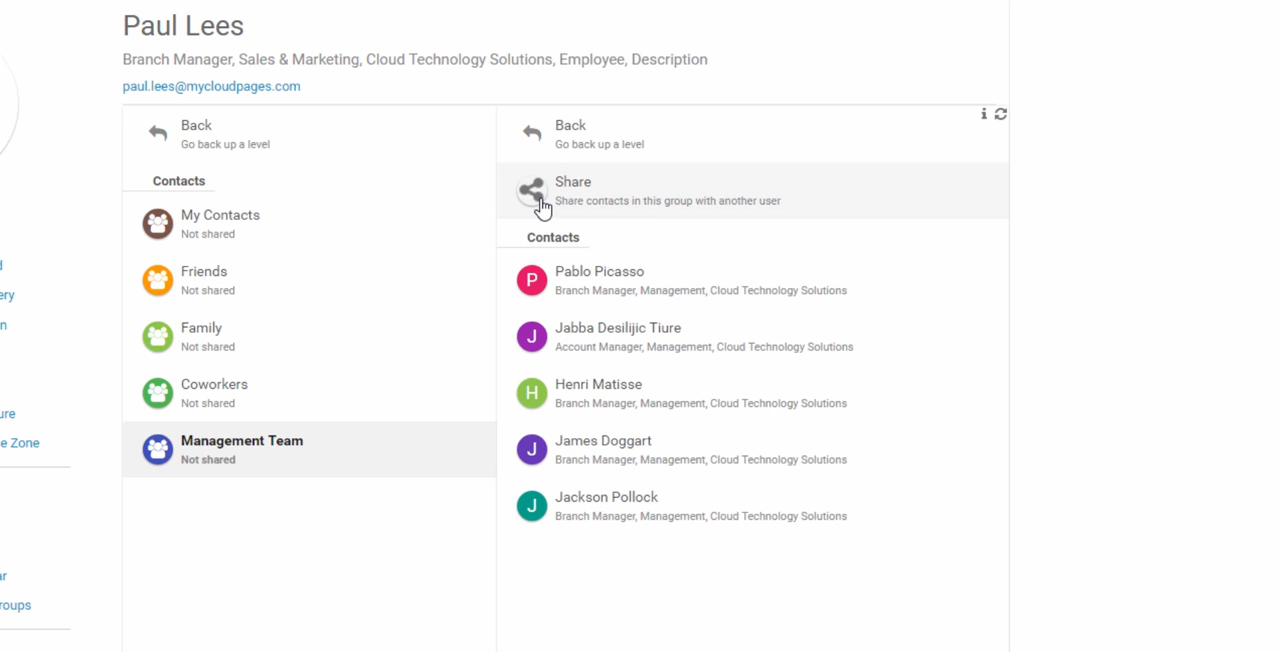 Paul Lees
Branch Manager, Sales & Marketing, Cloud Technology Solutions, Employee, Description
paul.lees@mycloudpages.com
Back
Go back up a level
Contacts
My Contacts
Not shared
Friends
Not shared
Family
Not shared
Coworkers
Not shared
Management Team
Not shared
Back
Go back up a level
Share
Share contacts in this group with another user
Contacts
P
Pablo Picasso
Branch Manager, Management, Cloud Technology Solutions
J
Jabba Desilijic Tiure
Account Manager, Management, Cloud Technology Solutions
H
Henri Matisse
Branch Manager, Management, Cloud Technology Solutions
J
James Doggart
Branch Manager, Management, Cloud Technology Solutions
J
Jackson Pollock
Branch Manager, Management, Cloud Technology Solutions
ery
n
ure
e Zone
ar
roups